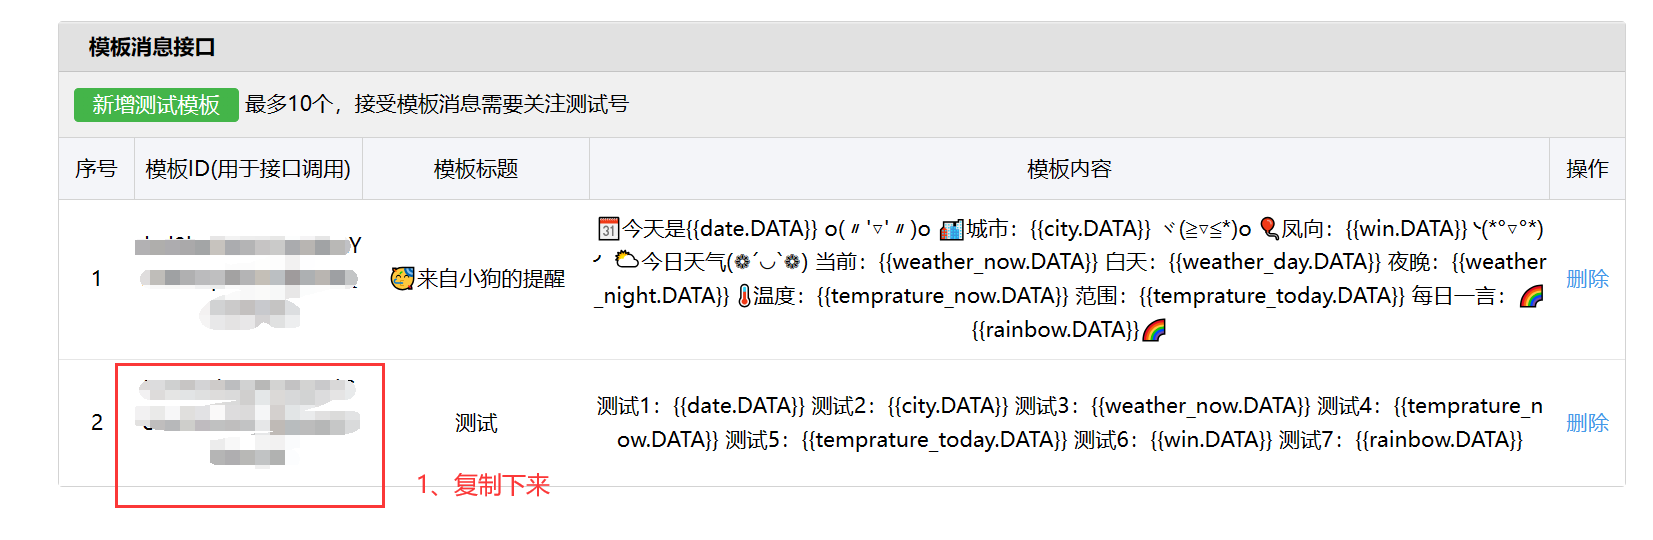 模板消息接口
新增测试模板 最多10个，接受模板消息需要关注测试号
序号 模板ID(用于接口调用) 模板标题 模板内容 操作
1 🥳来自小狗的提醒 删除
📅今天是{{date.DATA}} o(〃'▽'〃)o 🏙️城市：{{city.DATA}} ヾ(≧▽≦*)o 🎈风向：{{win.DATA}} ヽ(*°▽°*)
ノ 🌥️今日天气(❁´◡`❁) 当前：{{weather_now.DATA}} 白天：{{weather_day.DATA}} 夜晚：{{weather
_night.DATA}} 🌡️温度：{{temprature_now.DATA}} 范围：{{temprature_today.DATA}} 每日一言：🌈
{{rainbow.DATA}}🌈
2 测试 删除
测试1：{{date.DATA}} 测试2：{{city.DATA}} 测试3：{{weather_now.DATA}} 测试4：{{temprature_n
ow.DATA}} 测试5：{{temprature_today.DATA}} 测试6：{{win.DATA}} 测试7：{{rainbow.DATA}}
1、复制下来